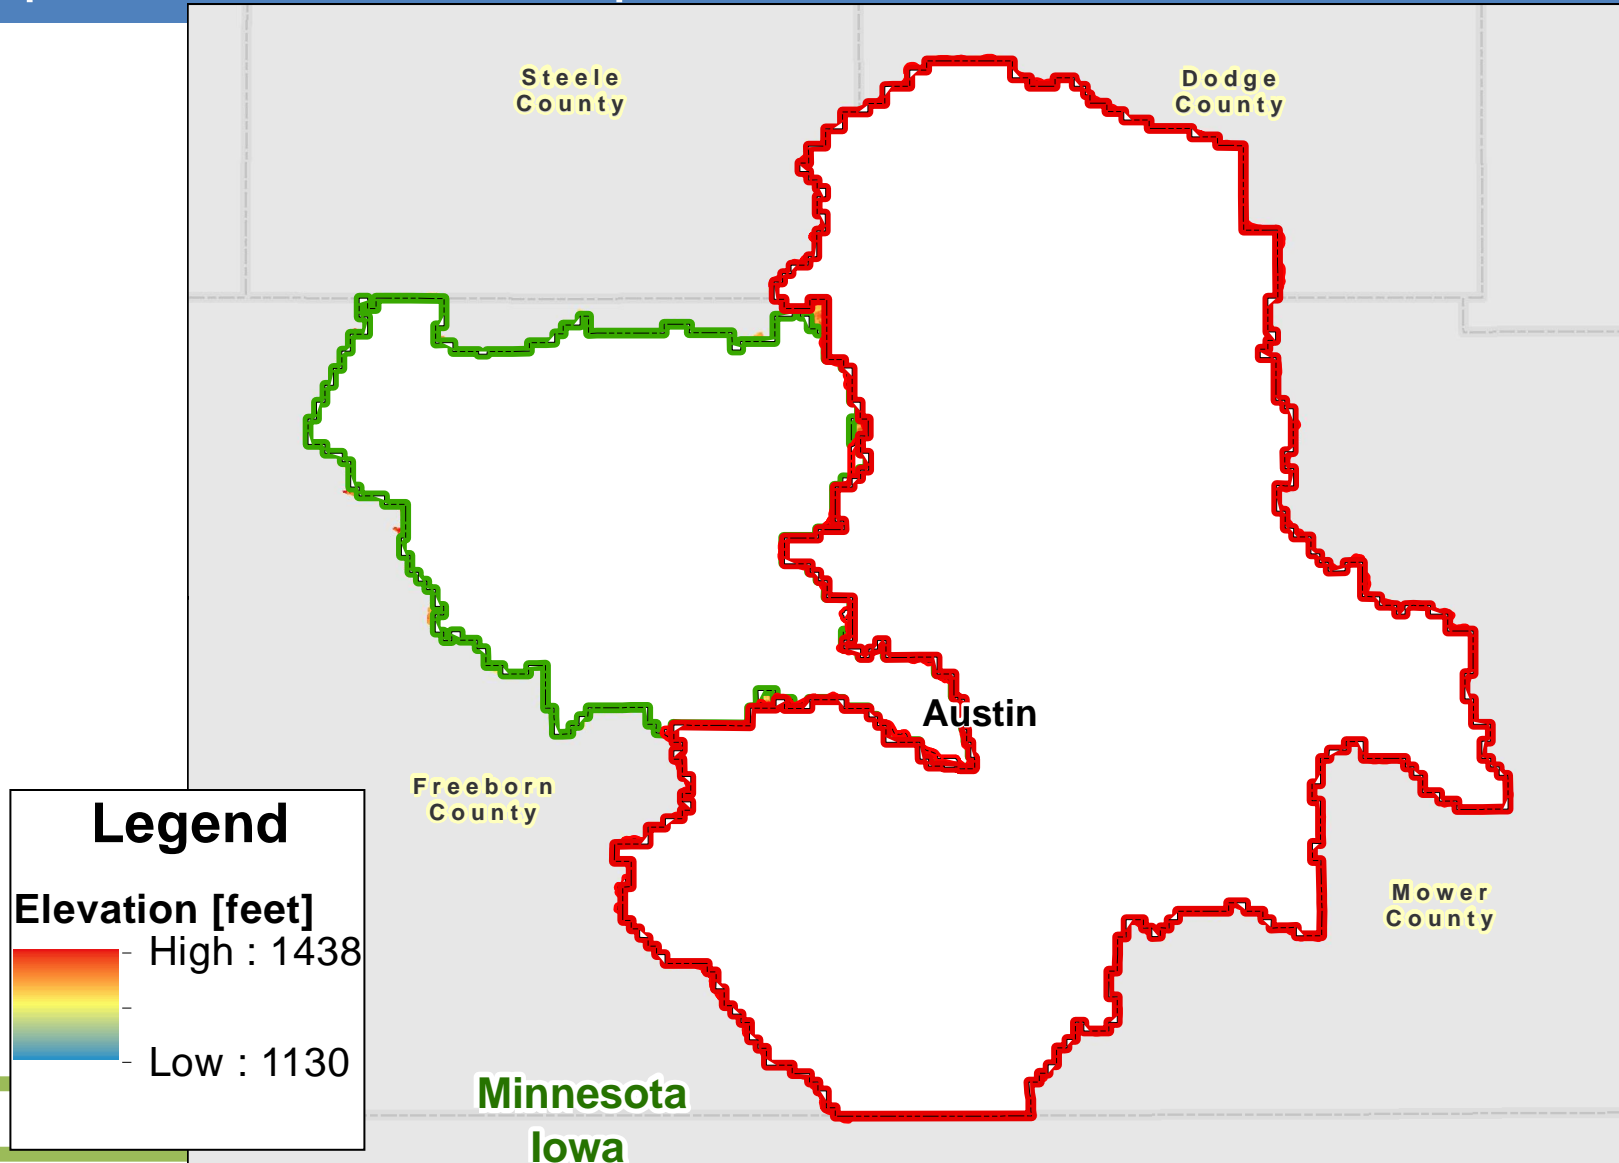 Steele
County
Dodge
County
Austin
Freeborn
County
Legend
Elevation [feet]
High : 1438
Low : 1130
Mower
County
Minnesota
Iowa